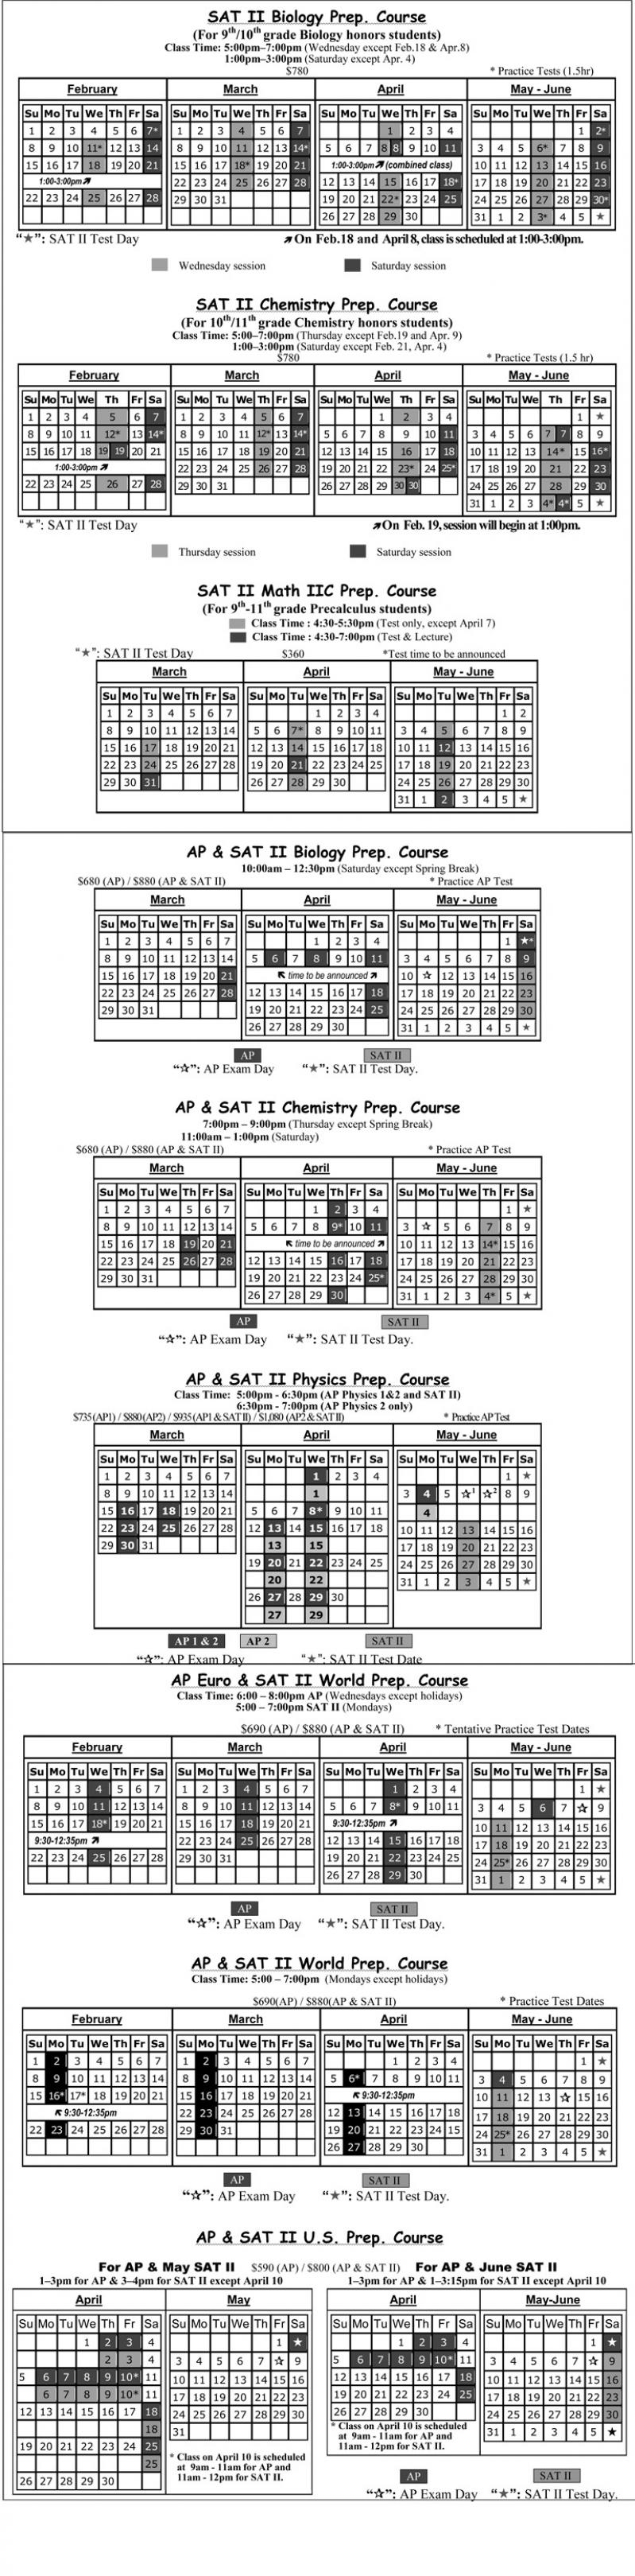 SAT II Biology Prep. Course
(For 9th/10th grade Biology honors students)
Class Time: 5:00pm–7:00pm (Wednesday except Feb.18 & Apr.8)
1:00pm–3:00pm (Saturday except Apr. 4)
$780 * Practice Tests (1.5hr)
February
Su Mo Tu We Th Fr Sa
1 2 3 4 5 6 7*
8 9 10 11* 12 13 14
15 16 17 18 19 20 21
1:00-3:00pm↗
22 23 24 25 26 27 28
March
Su Mo Tu We Th Fr Sa
1 2 3 4 5 6 7
8 9 10 11 12 13 14*
15 16 17 18* 19 20 21
22 23 24 25 26 27 28
29 30 31
April
Su Mo Tu We Th Fr Sa
1 2 3 4
5 6 7 8 8 9 10 11
1:00-3:00pm↗ (combined class)
12 13 14 15 16 17 18*
19 20 21 22* 23 24 25
26 27 28 29 30
May - June
Su Mo Tu We Th Fr Sa
1 2*
3 4 5 6* 7 8 9
10 11 12 13 14 15 16
17 18 19 20 21 22 23
24 25 26 27 28 29 30*
31 1 2 3* 4 5 ★
"★": SAT II Test Day ↗On Feb.18 and April 8, class is scheduled at 1:00-3:00pm.
Wednesday session Saturday session
SAT II Chemistry Prep. Course
(For 10th/11th grade Chemistry honors students)
Class Time: 5:00–7:00pm (Thursday except Feb.19 and Apr. 9)
1:00–3:00pm (Saturday except Feb. 21, Apr. 4)
$780 * Practice Tests (1.5 hr)
February
Su Mo Tu We Th Fr Sa
1 2 3 4 5 6 7
8 9 10 11 12* 13 14*
15 16 17 18 19 19 20 21
1:00-3:00pm ↗
22 23 24 25 26 27 28
March
Su Mo Tu We Th Fr Sa
1 2 3 4 5 6 7
8 9 10 11 12* 13 14*
15 16 17 18 19 20 21
22 23 24 25 26 27 28
29 30 31
April
Su Mo Tu We Th Fr Sa
1 2 3 4
5 6 7 8 9 10 11
12 13 14 15 16 17 18
19 20 21 22 23* 24 25*
26 27 28 29 30 30
May - June
Su Mo Tu We Th Fr Sa
1 ★
3 4 5 6 7 7 8 9
10 11 12 13 14* 15 16*
17 18 19 20 21 22 23
24 25 26 27 28 29 30
31 1 2 3 4* 4* 5 ★
"★": SAT II Test Day ↗On Feb. 19, session will begin at 1:00pm.
Thursday session Saturday session
SAT II Math IIC Prep. Course
(For 9th-11th grade Precalculus students)
Class Time : 4:30-5:30pm (Test only, except April 7)
Class Time : 4:30-7:00pm (Test & Lecture)
"★": SAT II Test Day $360 *Test time to be announced
March
Su Mo Tu We Th Fr Sa
1 2 3 4 5 6 7
8 9 10 11 12 13 14
15 16 17 18 19 20 21
22 23 24 25 26 27 28
29 30 31
April
Su Mo Tu We Th Fr Sa
1 2 3 4
5 6 7* 8 9 10 11
12 13 14 15 16 17 18
19 20 21 22 23 24 25
26 27 28 29 30
May - June
Su Mo Tu We Th Fr Sa
1 2
3 4 5 6 7 8 9
10 11 12 13 14 15 16
17 18 19 20 21 22 23
24 25 26 27 28 29 30
31 1 2 3 4 5 ★
AP & SAT II Biology Prep. Course
10:00am – 12:30pm (Saturday except Spring Break)
$680 (AP) / $880 (AP & SAT II) * Practice AP Test
March
Su Mo Tu We Th Fr Sa
1 2 3 4 5 6 7
8 9 10 11 12 13 14
15 16 17 18 19 20 21
22 23 24 25 26 27 28
29 30 31
April
Su Mo Tu We Th Fr Sa
1 2 3 4
5 6 7 8 9 10 11
↖ time to be announced ↗
12 13 14 15 16 17 18
19 20 21 22 23 24 25
26 27 28 29 30
May - June
Su Mo Tu We Th Fr Sa
1 ★*
3 4 5 6 7 8 9
10 ☆ 12 13 14 15 16
17 18 19 20 21 22 23
24 25 26 27 28 29 30
31 1 2 3 4 5 ★
AP SAT II
"☆": AP Exam Day "★": SAT II Test Day.
AP & SAT II Chemistry Prep. Course
7:00pm – 9:00pm (Thursday except Spring Break)
11:00am – 1:00pm (Saturday)
$680 (AP) / $880 (AP & SAT II) * Practice AP Test
March
Su Mo Tu We Th Fr Sa
1 2 3 4 5 6 7
8 9 10 11 12 13 14
15 16 17 18 19 20 21
22 23 24 25 26 27 28
29 30 31
April
Su Mo Tu We Th Fr Sa
1 2 3 4
5 6 7 8 9* 10 11
↖ time to be announced ↗
12 13 14 15 16 17 18
19 20 21 22 23 24 25*
26 27 28 29 30
May - June
Su Mo Tu We Th Fr Sa
1 ★
3 ☆ 5 6 7 8 9
10 11 12 13 14* 15 16
17 18 19 20 21 22 23
24 25 26 27 28 29 30
31 1 2 3 4* 5 ★
AP SAT II
"☆": AP Exam Day "★": SAT II Test Day.
AP & SAT II Physics Prep. Course
Class Time: 5:00pm - 6:30pm (AP Physics 1&2 and SAT II)
6:30pm - 7:00pm (AP Physics 2 only)
$735(AP1) / $880(AP2) / $935(AP1 & SAT II) / $1,080 (AP2 & SAT II) * Practice AP Test
March
Su Mo Tu We Th Fr Sa
1 2 3 4 5 6 7
8 9 10 11 12 13 14
15 16 17 18 19 20 21
22 23 24 25 26 27 28
29 30 31
April
Su Mo Tu We Th Fr Sa
1 2 3 4
1
5 6 7 8* 9 10 11
12 13 14 15 16 17 18
13 15
19 20 21 22 23 24 25
20 22
26 27 28 29 30
27 29
May - June
Su Mo Tu We Th Fr Sa
1 ★
3 4 5 ☆1 ☆2 8 9
4
10 11 12 13 14 15 16
17 18 19 20 21 22 23
24 25 26 27 28 29 30
31 1 2 3 4 5 ★
AP 1 & 2 AP 2 SAT II
"☆": AP Exam Day "★": SAT II Test Date
AP Euro & SAT II World Prep. Course
Class Time: 6:00 – 8:00pm AP (Wednesdays except holidays)
5:00 – 7:00pm SAT II (Mondays)
$690 (AP) / $880 (AP & SAT II) * Tentative Practice Test Dates
February
Su Mo Tu We Th Fr Sa
1 2 3 4 5 6 7
8 9 10 11 12 13 14
15 16 17 18* 19 20 21
9:30-12:35pm ↗
22 23 24 25 26 27 28
March
Su Mo Tu We Th Fr Sa
1 2 3 4 5 6 7
8 9 10 11 12 13 14
15 16 17 18 19 20 21
22 23 24 25 26 27 28
29 30 31
April
Su Mo Tu We Th Fr Sa
1 2 3 4
5 6 7 8* 9 10 11
9:30-12:35pm ↗
12 13 14 15 16 17 18
19 20 21 22 23 24 25
26 27 28 29 30
May - June
Su Mo Tu We Th Fr Sa
1 ★
3 4 5 6 7 ☆ 9
10 11 12 13 14 15 16
17 18 19 20 21 22 23
24 25* 26 27 28 29 30
31 1 2 3 4 5 ★
AP SAT II
"☆": AP Exam Day "★": SAT II Test Day.
AP & SAT II World Prep. Course
Class Time: 5:00 – 7:00pm (Mondays except holidays)
$690(AP) / $880(AP & SAT II) * Practice Test Dates
February
Su Mo Tu We Th Fr Sa
1 2 3 4 5 6 7
8 9 10 11 12 13 14
15 16* 17* 18 19 20 21
↖ 9:30-12:35pm
22 23 24 25 26 27 28
March
Su Mo Tu We Th Fr Sa
1 2 3 4 5 6 7
8 9 10 11 12 13 14
15 16 17 18 19 20 21
22 23 24 25 26 27 28
29 30 31
April
Su Mo Tu We Th Fr Sa
1 2 3 4
5 6* 7 8 9 10 11
↖ 9:30-12:35pm
12 13 14 15 16 17 18
19 20 21 22 23 24 15
26 27 28 29 30
May - June
Su Mo Tu We Th Fr Sa
1 ★
3 4 5 6 7 8 9
10 11 12 13 ☆ 15 16
17 18 19 20 21 22 23
24 25* 26 27 28 29 30
31 1 2 3 4 5 ★
AP SAT II
"☆": AP Exam Day "★": SAT II Test Day.
AP & SAT II U.S. Prep. Course
For AP & May SAT II $590 (AP) / $800 (AP & SAT II) For AP & June SAT II
1–3pm for AP & 3–4pm for SAT II except April 10 1–3pm for AP & 1–3:15pm for SAT II except April 10
April
Su Mo Tu We Th Fr Sa
1 2 3 4
2 3
5 6 7 8 9 10* 11
6 7 8 9 10* 11
12 13 14 15 16 17 18
18
19 20 21 22 23 24 25
25
26 27 28 29 30
May
Su Mo Tu We Th Fr Sa
1 ★
3 4 5 6 7 ☆ 9
10 11 12 13 14 15 16
17 18 19 20 21 22 23
24 25 26 27 28 29 30
31
* Class on April 10 is scheduled
at 9am - 11am for AP and
11am - 12pm for SAT II.
April
Su Mo Tu We Th Fr Sa
1 2 3 4
5 6 7 8 9 10* 11
12 13 14 15 16 17 18
19 20 21 22 23 24 25
26 27 28 29 30
* Class on April 10 is scheduled
at 9am - 11am for AP and
11am - 12pm for SAT II.
May-June
Su Mo Tu We Th Fr Sa
1 ★
3 4 5 6 7 ☆ 9
10 11 12 13 14 15 16
17 18 19 20 21 22 23
24 25 26 27 28 29 30
31 1 2 3 4 5 ★
AP SAT II
"☆": AP Exam Day "★": SAT II Test Day.